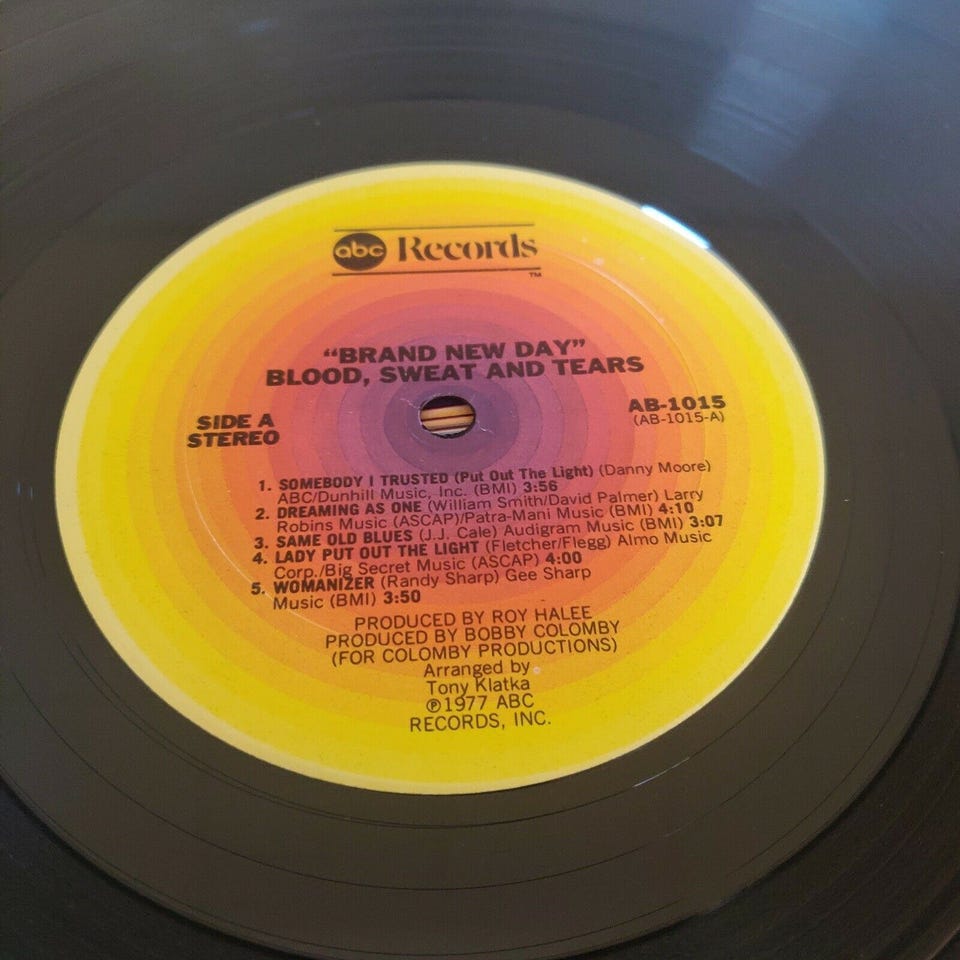 abc Records
TM
"BRAND NEW DAY"
BLOOD, SWEAT AND TEARS
SIDE A
STEREO
AB-1015
(AB-1015-A)
1. SOMEBODY I TRUSTED (Put Out The Light) (Danny Moore)
ABC/Dunhill Music, Inc. (BMI) 3:56
2. DREAMING AS ONE (William Smith/David Palmer) Larry
Robins Music (ASCAP)/Patra-Mani Music (BMI) 4:10
3. SAME OLD BLUES (J.J. Cale) Audigram Music (BMI) 3:07
4. LADY PUT OUT THE LIGHT (Fletcher/Flegg) Almo Music
Corp./Big Secret Music (ASCAP) 4:00
5. WOMANIZER (Randy Sharp) Gee Sharp
Music (BMI) 3:50
PRODUCED BY ROY HALEE
PRODUCED BY BOBBY COLOMBY
(FOR COLOMBY PRODUCTIONS)
Arranged by
Tony Klatka
℗1977 ABC
RECORDS, INC.